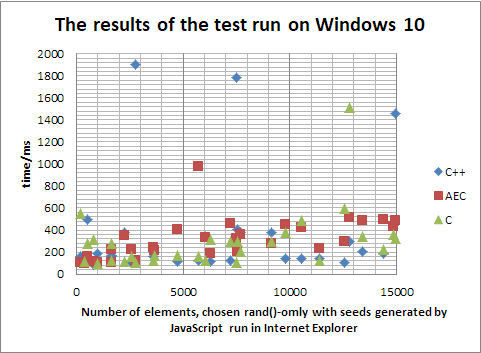 The results of the test run on Windows 10
2000
1800
1600
1400
1200
1000
800
600
400
200
0
time/ms
C++
AEC
C
0
5000
10000
15000
Number of elements, chosen rand()-omly with seeds generated by
JavaScript run in Internet Explorer